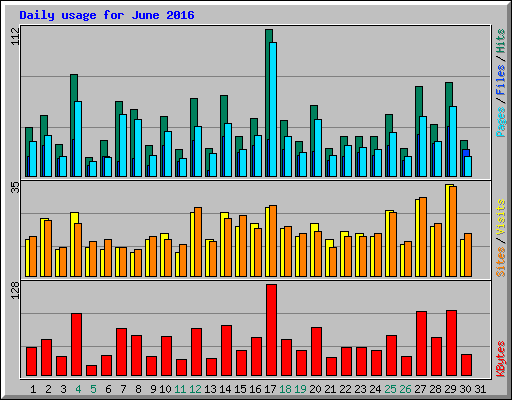 Daily usage for June 2016
112
Pages / Files / Hits
35
Sites / Visits
128
KBytes
1 2 3 4 5 6 7 8 9 10 11 12 13 14 15 16 17 18 19 20 21 22 23 24 25 26 27 28 29 30 31